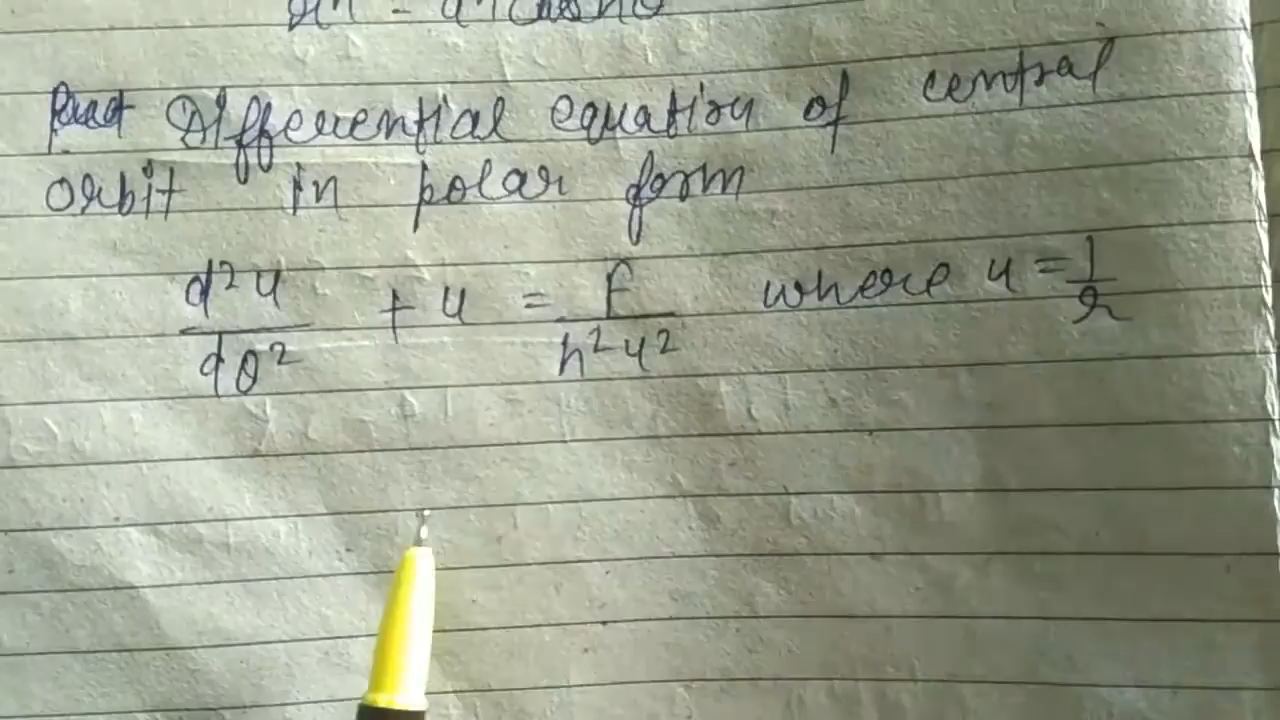 Differential equation of central
orbit in polar form
d²u/dθ² + u = F/h²u² where u = 1/r